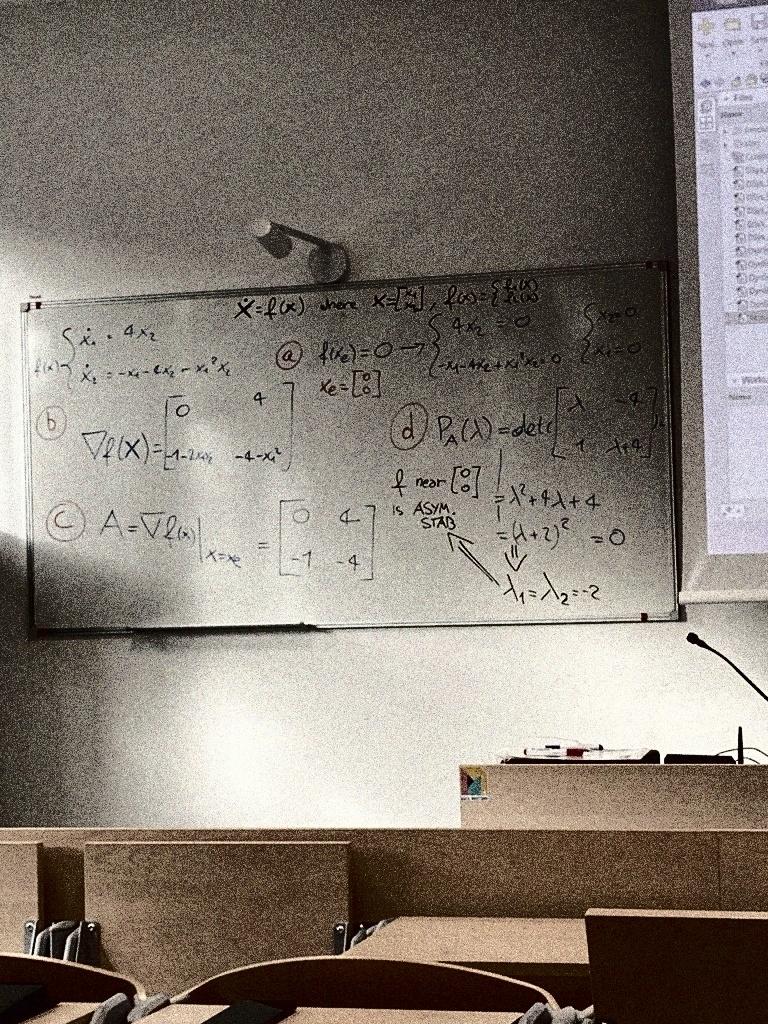 Ẋ=f(x) where X=[x₁ x₂], f(x)={f₁(x) f₂(x)
f(x){ẋ₁ = 4x₂
ẋ₂ = -x₁-4x₂-x₁²x₂
ⓐ f(xₑ)=0 → {4x₂ = 0
-x₁-4x₂+x₁²x₂=0
{x₂=0
x₁=0
xₑ=[0 0]
ⓑ ∇f(X)=[0 4
-1-2x₁x₂ -4-x₁²]
ⓒ A=∇f(x)|x=xₑ = [0 4
-1 -4]
ⓓ P_A(λ)=det([λ -4
1 λ+4])
=λ²+4λ+4
=(λ+2)² =0
⇓
λ₁=λ₂=-2
f near [0 0]
is ASYM.
STAB